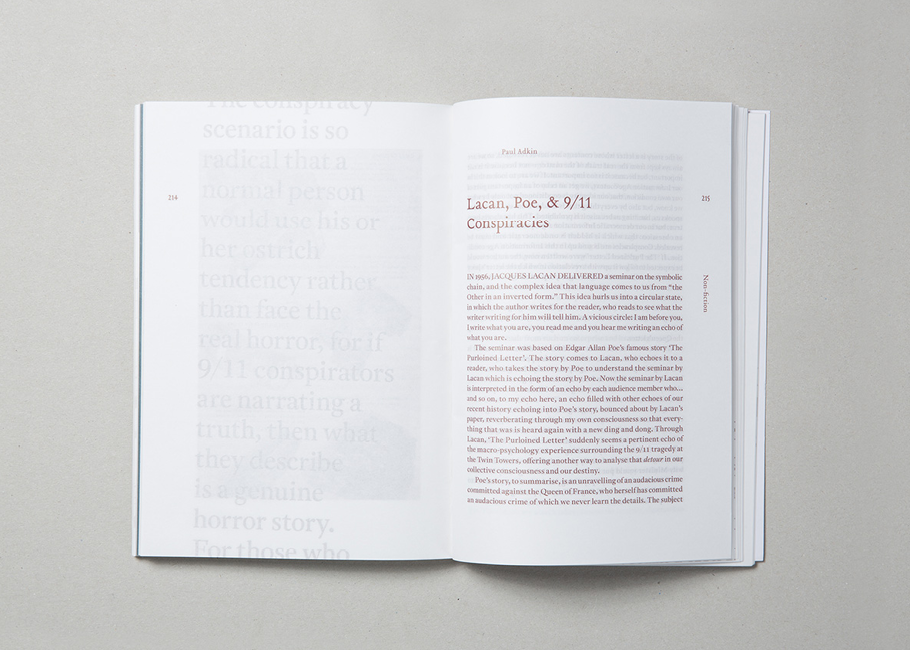 The conspiracy
scenario is so
radical that a
normal person
would use his or
her ostrich
tendency rather
than face the
real horror, for if
9/11 conspirators
are narrating a
truth, then what
they describe
is a genuine
horror story.
For those who
214
Paul Adkin
Lacan, Poe, & 9/11
Conspiracies
IN 1956, JACQUES LACAN DELIVERED a seminar on the symbolic
chain, and the complex idea that language comes to us from “the
Other in an inverted form.” This idea hurls us into a circular state,
in which the author writes for the reader, who reads to see what the
writer writing for him will tell him. A vicious circle: I am before you,
I write what you are, you read me and you hear me writing an echo of
what you are.
The seminar was based on Edgar Allan Poe’s famous story ‘The
Purloined Letter’. The story comes to Lacan, who echoes it to a
reader, who takes the story by Poe to understand the seminar by
Lacan which is echoing the story by Poe. Now the seminar by Lacan
is interpreted in the form of an echo by each audience member who...
and so on, to my echo here, an echo filled with other echoes of our
recent history echoing into Poe’s story, bounced about by Lacan’s
paper, reverberating through my own consciousness so that every-
thing that was is heard again with a new ding and dong. Through
Lacan, ‘The Purloined Letter’ suddenly seems a pertinent echo of
the macro-psychology experience surrounding the 9/11 tragedy at
the Twin Towers, offering another way to analyse that detour in our
collective consciousness and our destiny.
Poe’s story, to summarise, is an unravelling of an audacious crime
committed against the Queen of France, who herself has committed
an audacious crime of which we never learn the details. The subject
215
Non-fiction